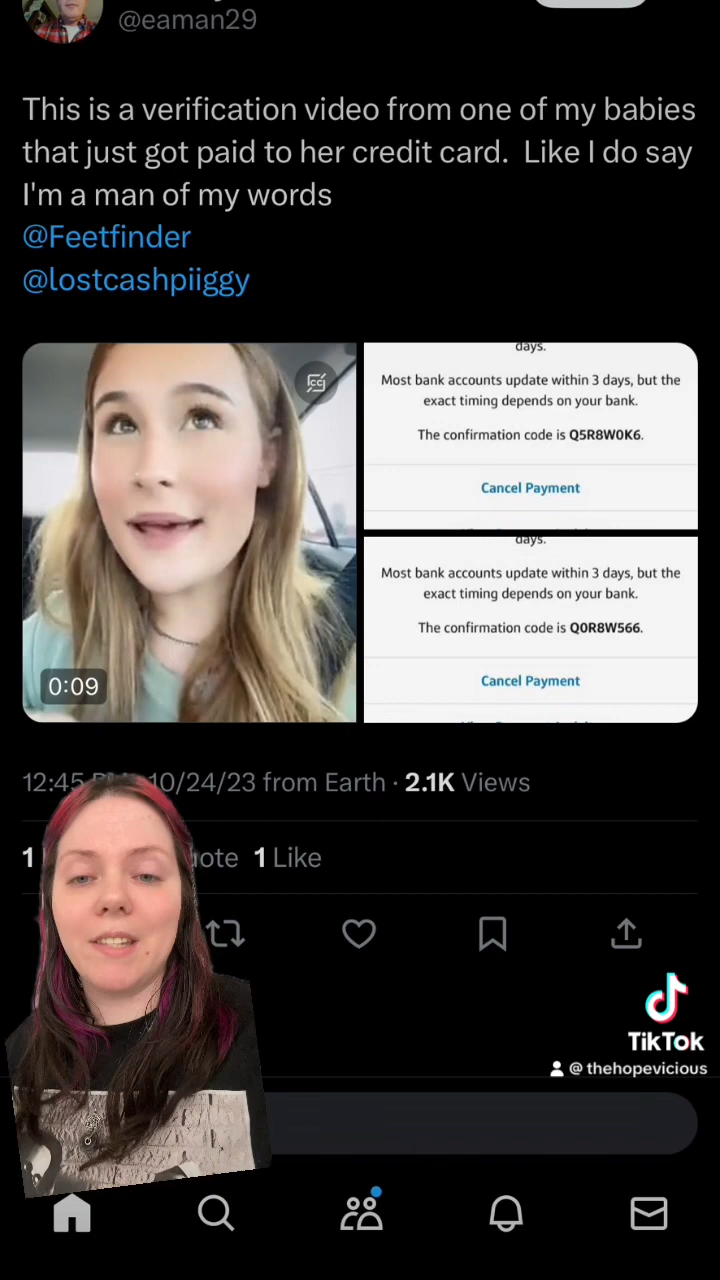 @eaman29
This is a verification video from one of my babies
that just got paid to her credit card. Like I do say
I'm a man of my words
@Feetfinder
@lostcashpiiggy
days.
Most bank accounts update within 3 days, but the
exact timing depends on your bank.
The confirmation code is Q5R8W0K6.
Cancel Payment
days.
Most bank accounts update within 3 days, but the
exact timing depends on your bank.
The confirmation code is Q0R8W566.
Cancel Payment
0:09
12:45 10/24/23 from Earth · 2.1K Views
1 1 Like
TikTok
@ thehopevicious